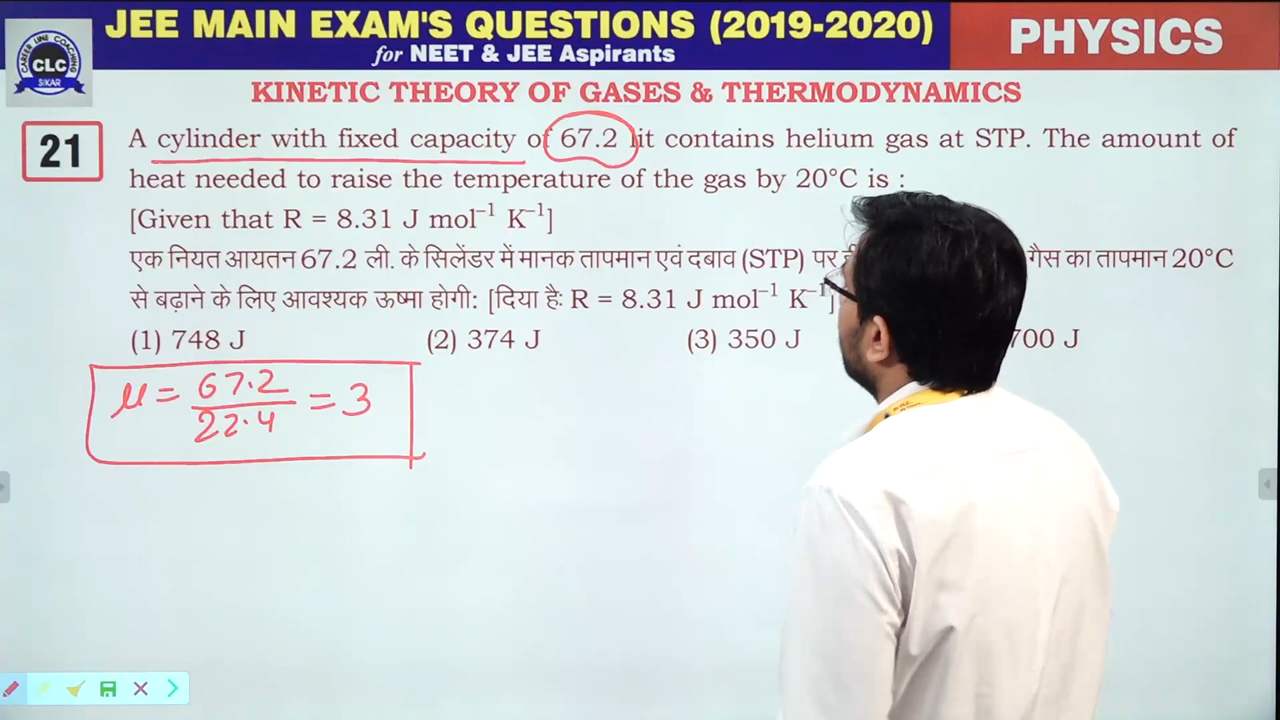 JEE MAIN EXAM'S QUESTIONS (2019-2020)
for NEET & JEE Aspirants
PHYSICS
CAREER LINE COACHING
CLC
SIKAR
KINETIC THEORY OF GASES & THERMODYNAMICS
21
A cylinder with fixed capacity of 67.2 lit contains helium gas at STP. The amount of
heat needed to raise the temperature of the gas by 20°C is :
[Given that R = 8.31 J mol⁻¹ K⁻¹]
एक नियत आयतन 67.2 ली. के सिलेंडर में मानक तापमान एवं दबाव (STP) पर गैस का तापमान 20°C
से बढ़ाने के लिए आवश्यक ऊष्मा होगी: [दिया है: R = 8.31 J mol⁻¹ K⁻¹]
(1) 748 J (2) 374 J (3) 350 J 700 J
μ = 67.2 / 22.4 = 3